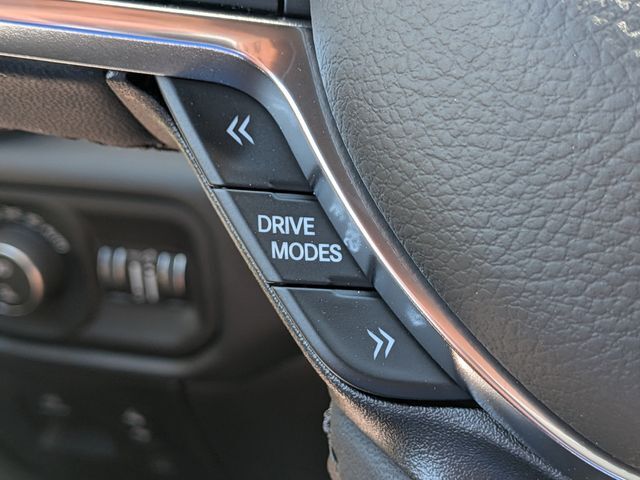 «
DRIVE
MODES
»